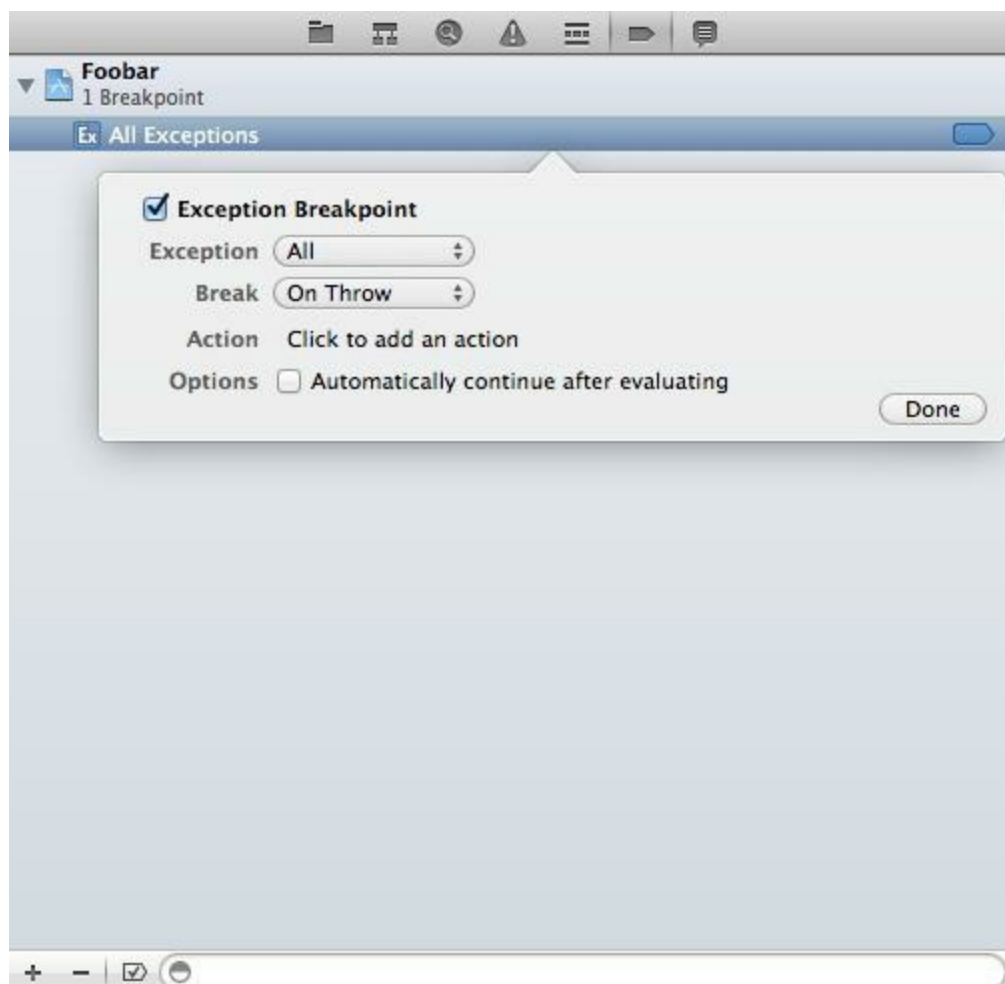 Foobar
1 Breakpoint
Ex All Exceptions
Exception Breakpoint
Exception All
Break On Throw
Action Click to add an action
Options Automatically continue after evaluating
Done